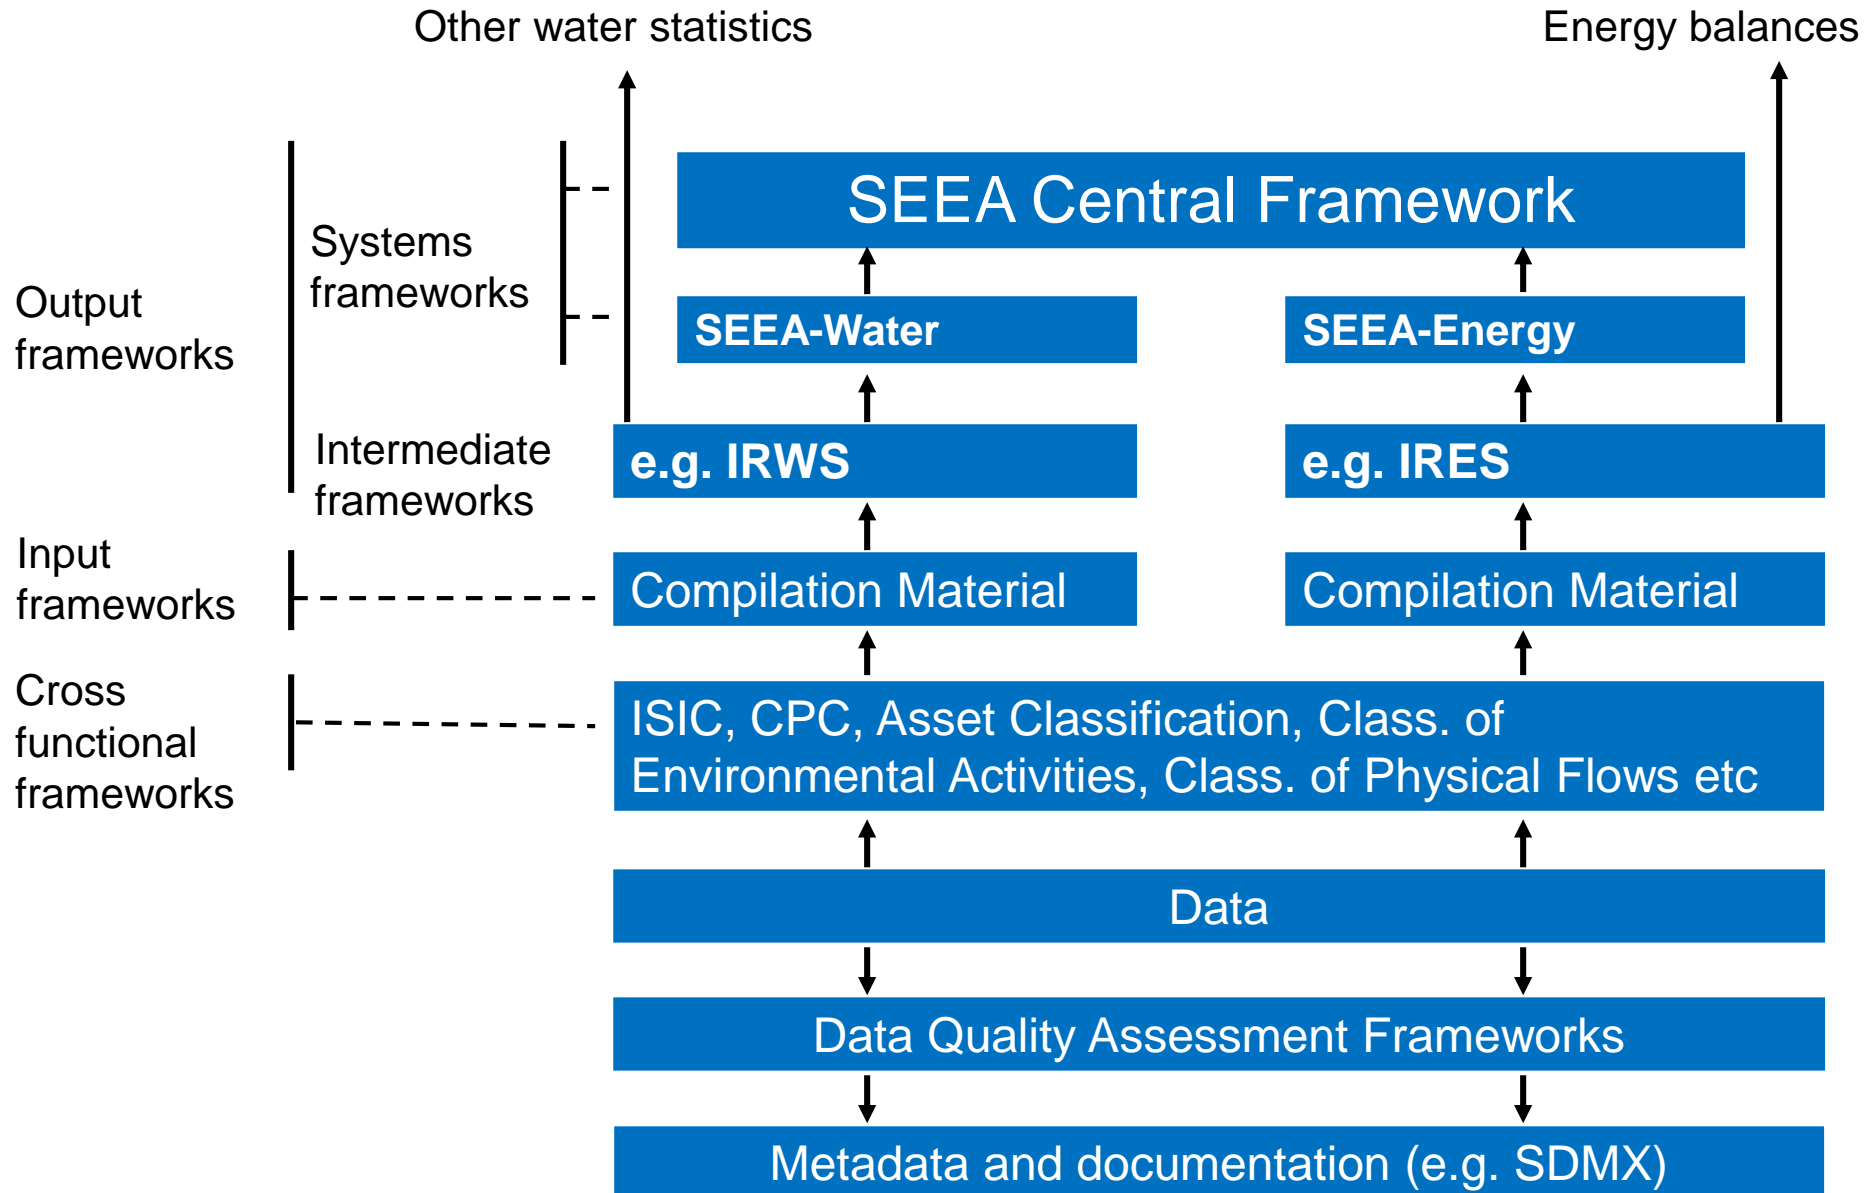 Other water statistics
Energy balances
SEEA Central Framework
Systems
frameworks
Output
frameworks
SEEA-Water
SEEA-Energy
Intermediate
frameworks
e.g. IRWS
e.g. IRES
Input
frameworks
Compilation Material
Compilation Material
Cross
functional
frameworks
ISIC, CPC, Asset Classification, Class. of
Environmental Activities, Class. of Physical Flows etc
Data
Data Quality Assessment Frameworks
Metadata and documentation (e.g. SDMX)